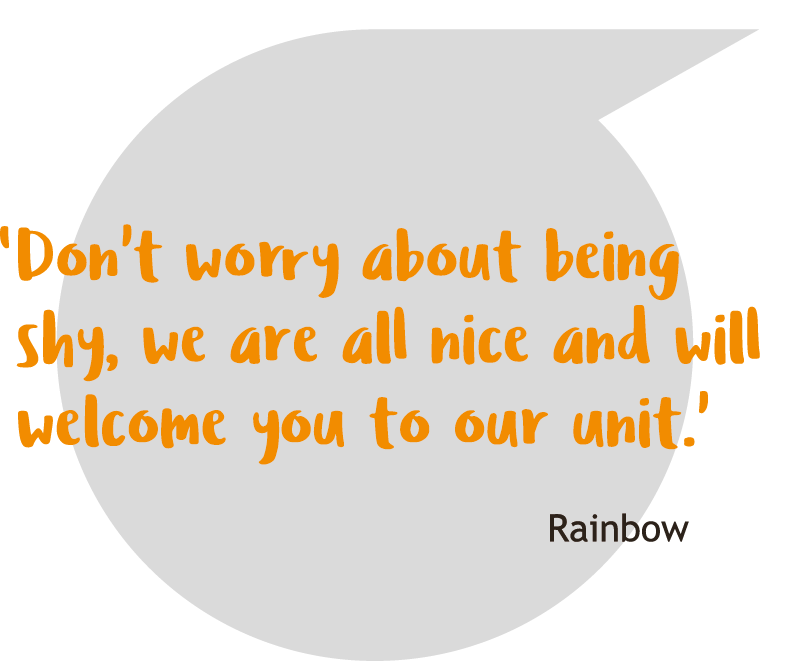 ‘Don't worry about being
shy, we are all nice and will
welcome you to our unit.’
Rainbow